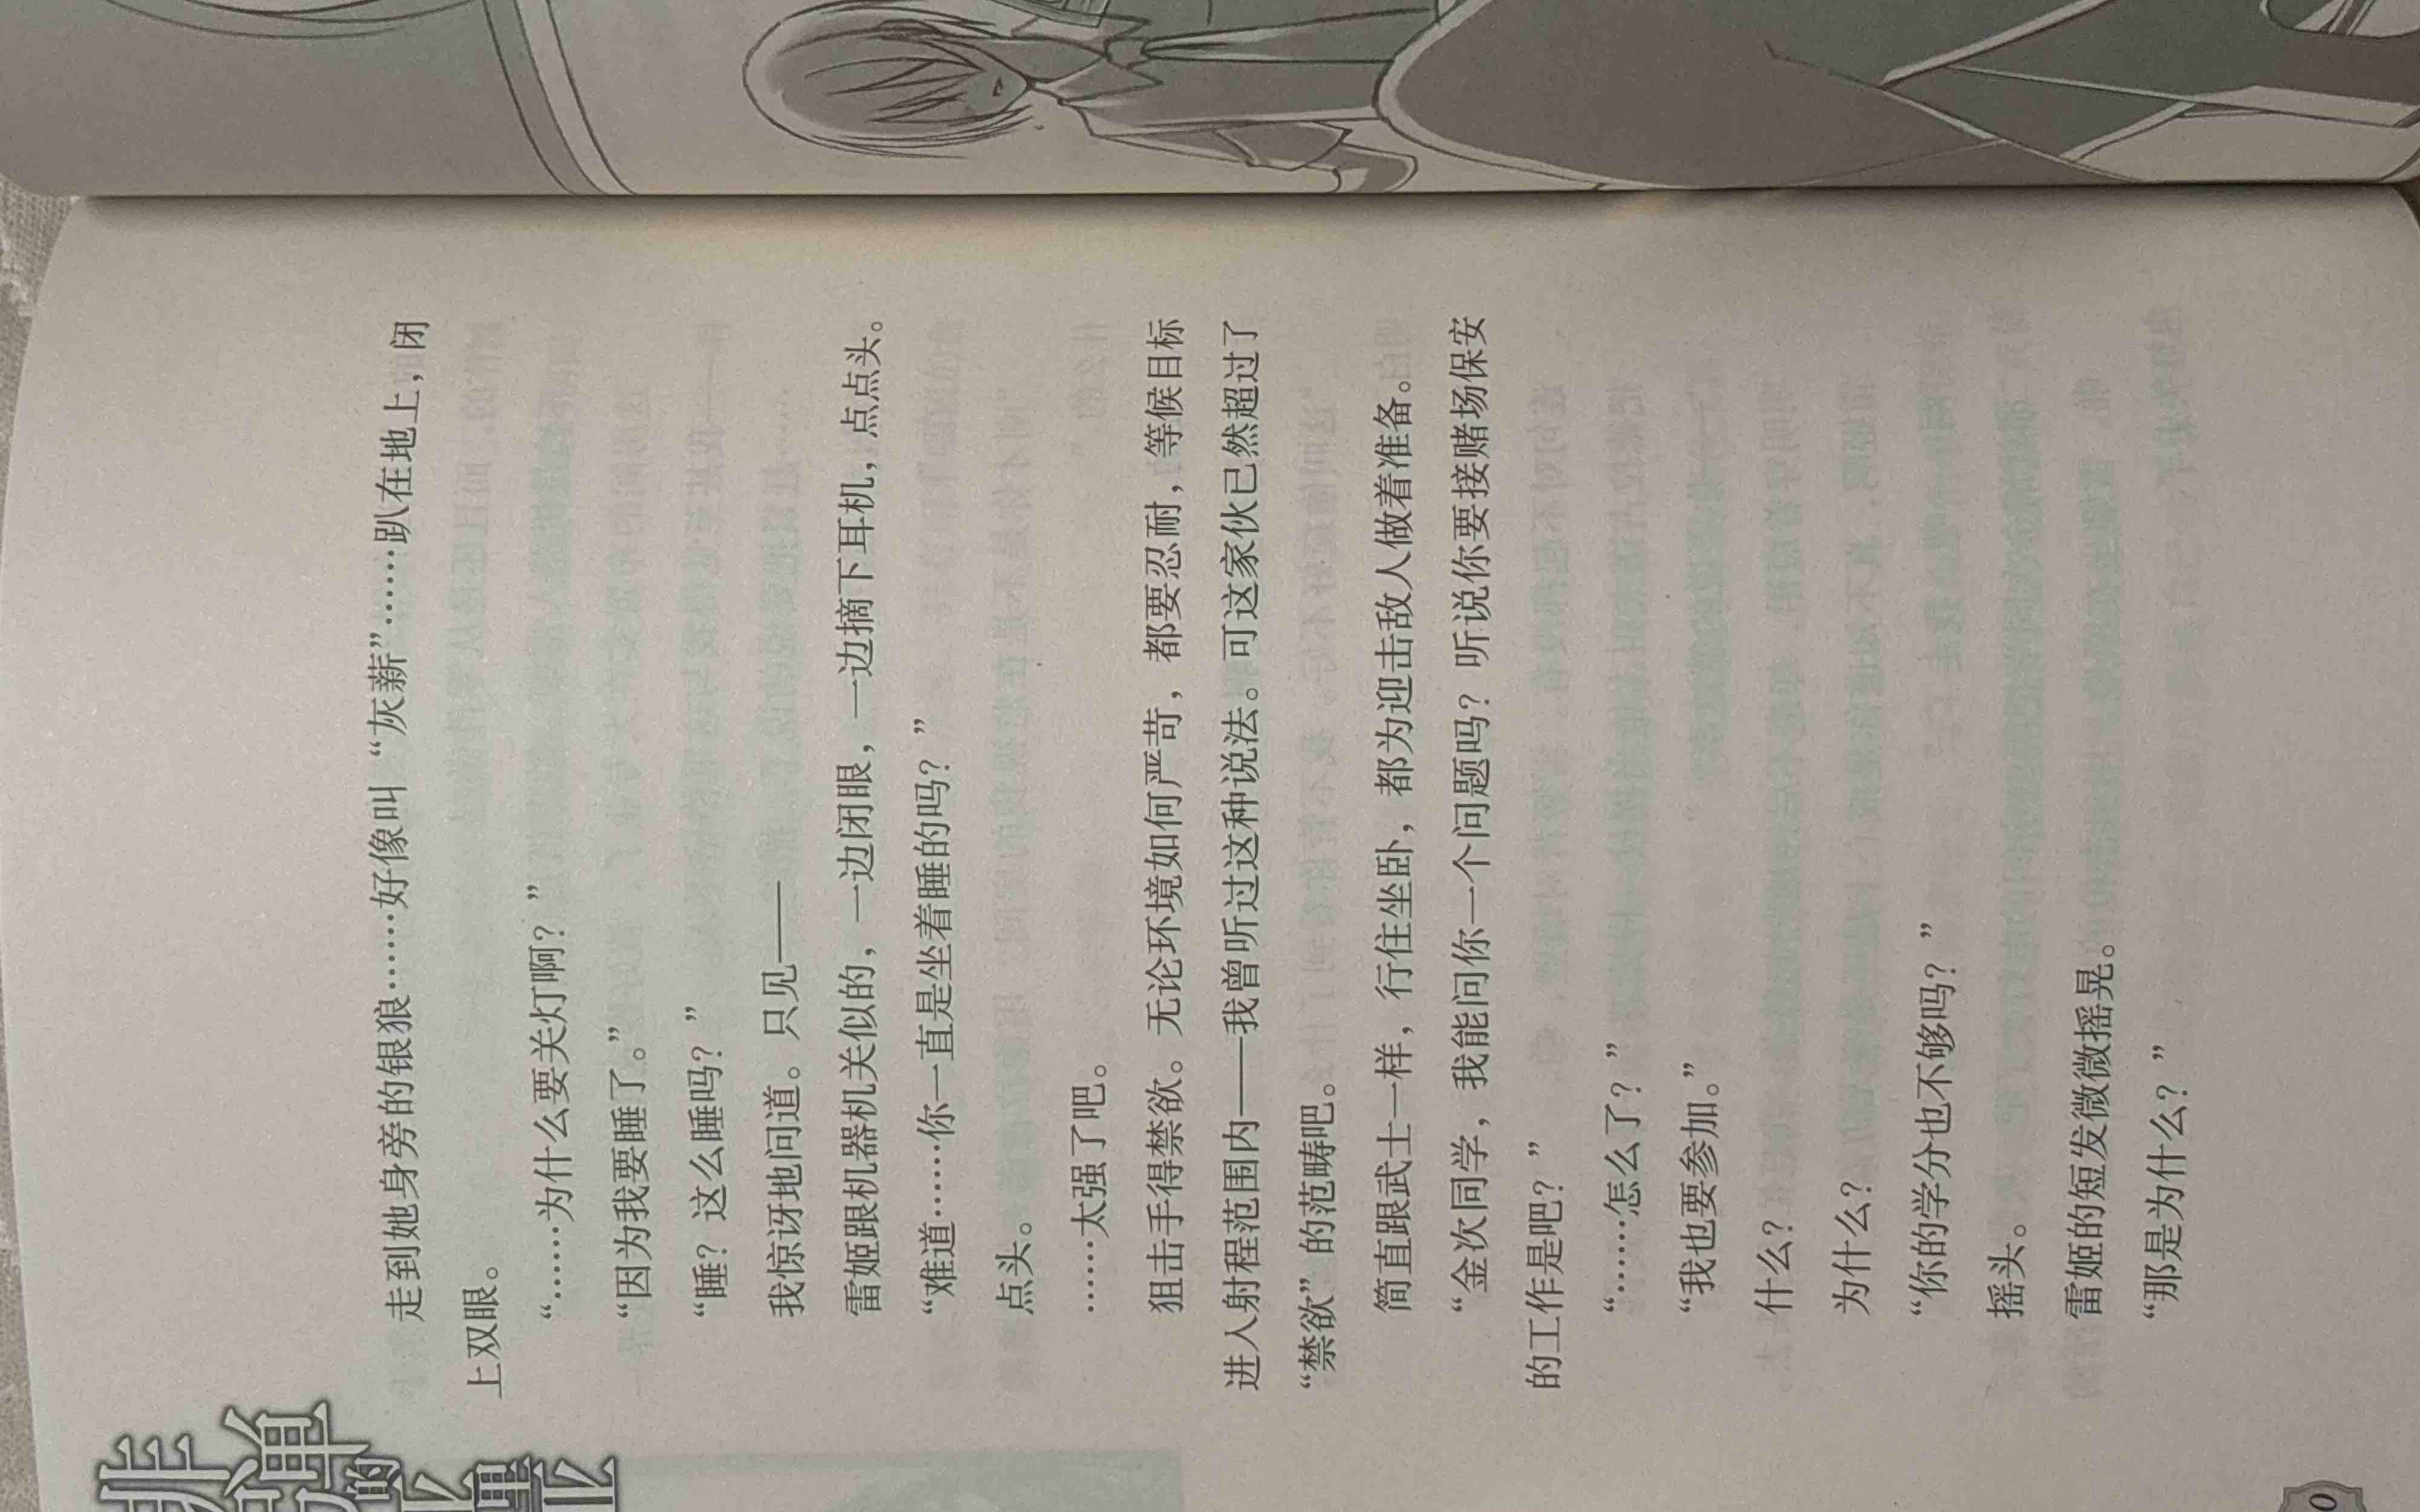 非
弹
的
亚
里
亚
走到她身旁的银狼……好像叫“灰薪”……趴在地上，闭
上双眼。
“……为什么要关灯啊？”
“因为我要睡了。”
“睡？这么睡吗？”
我惊讶地问道。只见——
雷姬跟机器机关似的，一边闭眼，一边摘下耳机，点点头。
“难道……你一直是坐着睡的吗？”
点头。
……太强了吧。
狙击手得禁欲。无论环境如何严苛，都要忍耐，等候目标
进入射程范围内——我曾听过这种说法。可这家伙已然超过了
“禁欲”的范畴吧。
简直跟武士一样，行住坐卧，都为迎击敌人做着准备。
“金次同学，我能问你一个问题吗？听说你要接赌场保安
的工作是吧？”
“……怎么了？”
“我也要参加。”
什么？
为什么？
“你的学分也不够吗？”
摇头。
雷姬的短发微微摇晃。
“那是为什么？”
0